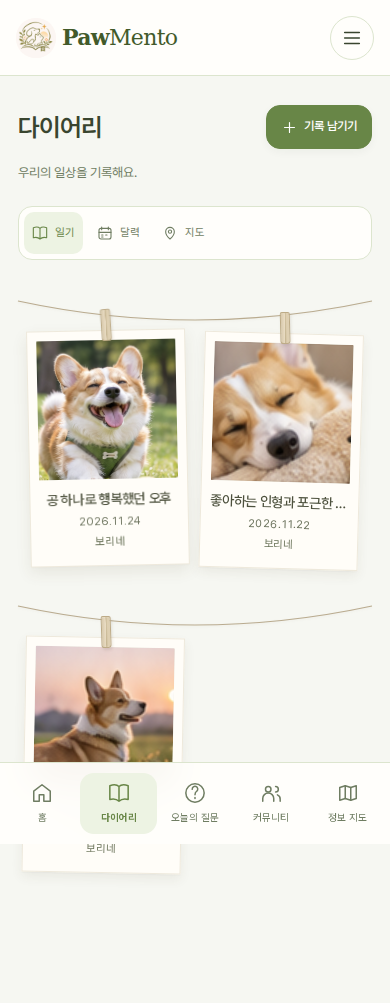 PawMento
다이어리
기록 남기기
우리의 일상을 기록해요.
일기
달력
지도
공 하나로 행복했던 오후
2026.11.24
보리네
좋아하는 인형과 포근한 ...
2026.11.22
보리네
홈
다이어리
오늘의 질문
커뮤니티
정보 지도
보리네